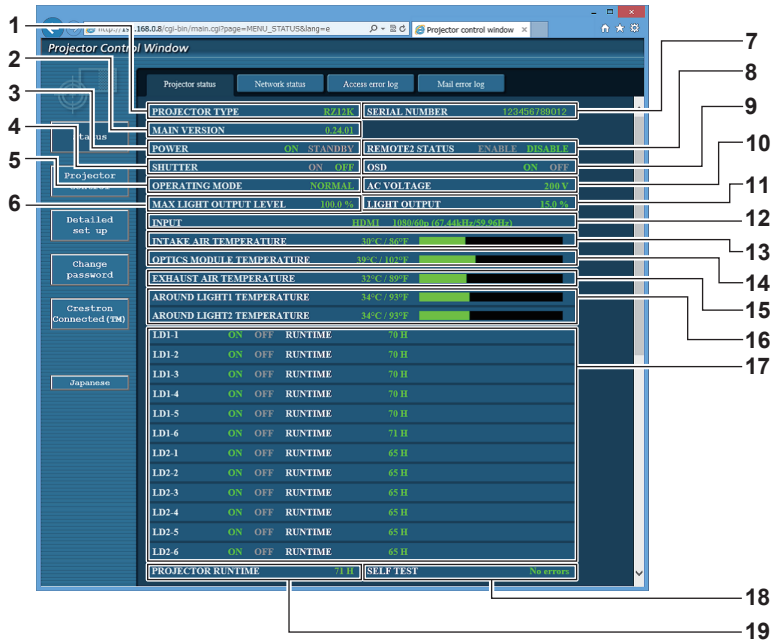 http://192.168.0.8/cgi-bin/main.cgi?page=MENU_STATUS&lang=e
Projector control window
Projector Control Window
Projector status Network status Access error log Mail error log
Status
Projector control
Detailed set up
Change password
Crestron Connected(TM)
Japanese
PROJECTOR TYPE RZ12K SERIAL NUMBER 123456789012
MAIN VERSION 0.24.01
POWER ON STANDBY REMOTE2 STATUS ENABLE DISABLE
SHUTTER ON OFF OSD ON OFF
OPERATING MODE NORMAL AC VOLTAGE 200 V
MAX LIGHT OUTPUT LEVEL 100.0 % LIGHT OUTPUT 15.0 %
INPUT HDMI 1080/60p (67.44kHz/59.96Hz)
INTAKE AIR TEMPERATURE 30°C / 86°F
OPTICS MODULE TEMPERATURE 39°C / 102°F
EXHAUST AIR TEMPERATURE 32°C / 89°F
AROUND LIGHT1 TEMPERATURE 34°C / 93°F
AROUND LIGHT2 TEMPERATURE 34°C / 93°F
LD1-1 ON OFF RUNTIME 70 H
LD1-2 ON OFF RUNTIME 70 H
LD1-3 ON OFF RUNTIME 70 H
LD1-4 ON OFF RUNTIME 70 H
LD1-5 ON OFF RUNTIME 70 H
LD1-6 ON OFF RUNTIME 71 H
LD2-1 ON OFF RUNTIME 65 H
LD2-2 ON OFF RUNTIME 65 H
LD2-3 ON OFF RUNTIME 65 H
LD2-4 ON OFF RUNTIME 65 H
LD2-5 ON OFF RUNTIME 65 H
LD2-6 ON OFF RUNTIME 65 H
PROJECTOR RUNTIME 71 H SELF TEST No errors
1
2
3
4
5
6
7
8
9
10
11
12
13
14
15
16
17
18
19